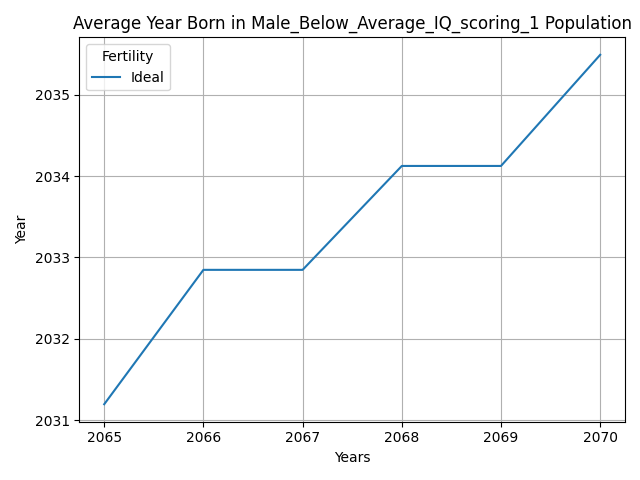 Average Year Born in Male_Below_Average_IQ_scoring_1 Population
Fertility
Ideal
2035
2034
2033
2032
2031
Year
2065 2066 2067 2068 2069 2070
Years